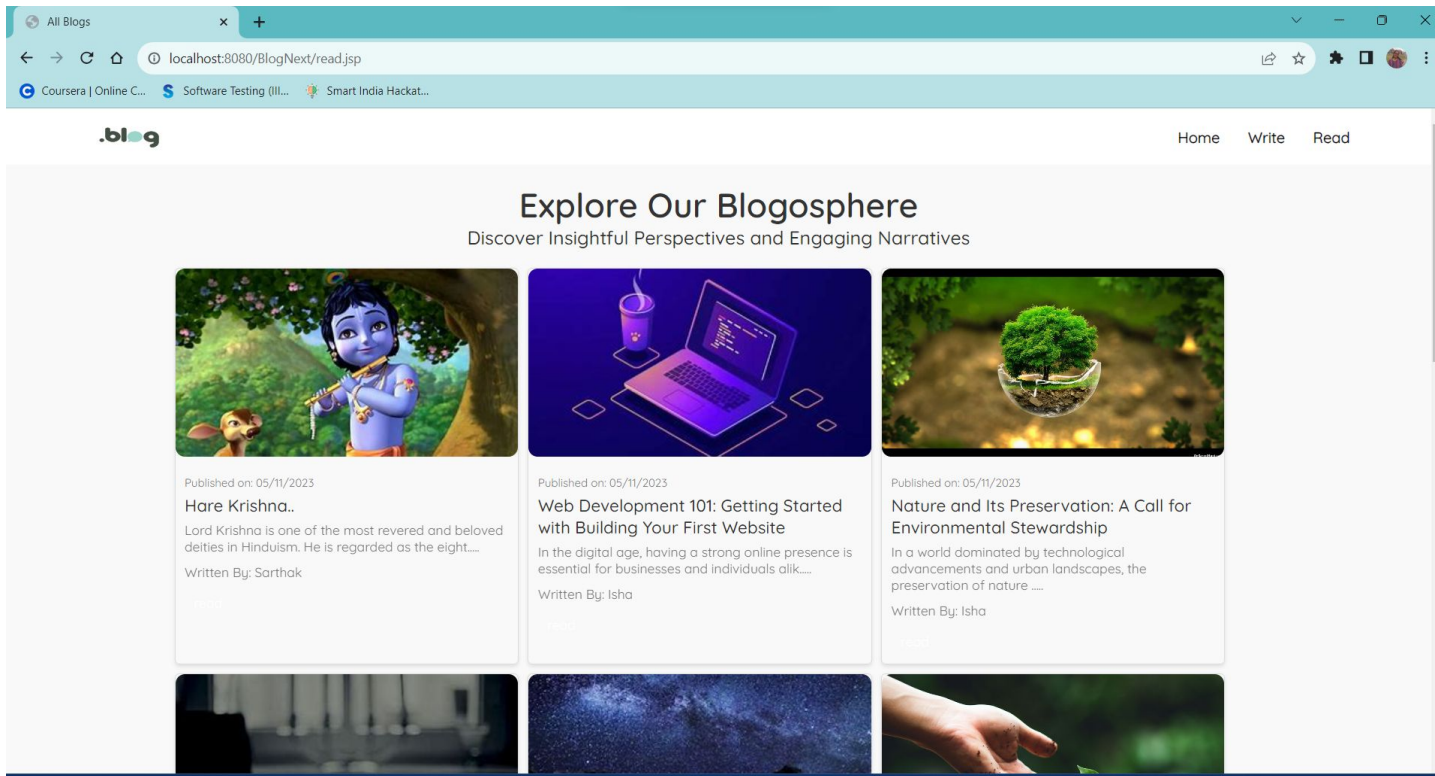 All Blogs
localhost:8080/BlogNext/read.jsp
Coursera | Online C...
Software Testing (III...
Smart India Hackat...
.blog
Home
Write
Read
Explore Our Blogosphere
Discover Insightful Perspectives and Engaging Narratives
Published on: 05/11/2023
Hare Krishna..
Lord Krishna is one of the most revered and beloved
deities in Hinduism. He is regarded as the eight.....
Written By: Sarthak
Published on: 05/11/2023
Web Development 101: Getting Started
with Building Your First Website
In the digital age, having a strong online presence is
essential for businesses and individuals alik.....
Written By: Isha
Published on: 05/11/2023
Nature and Its Preservation: A Call for
Environmental Stewardship
In a world dominated by technological
advancements and urban landscapes, the
preservation of nature .....
Written By: Isha